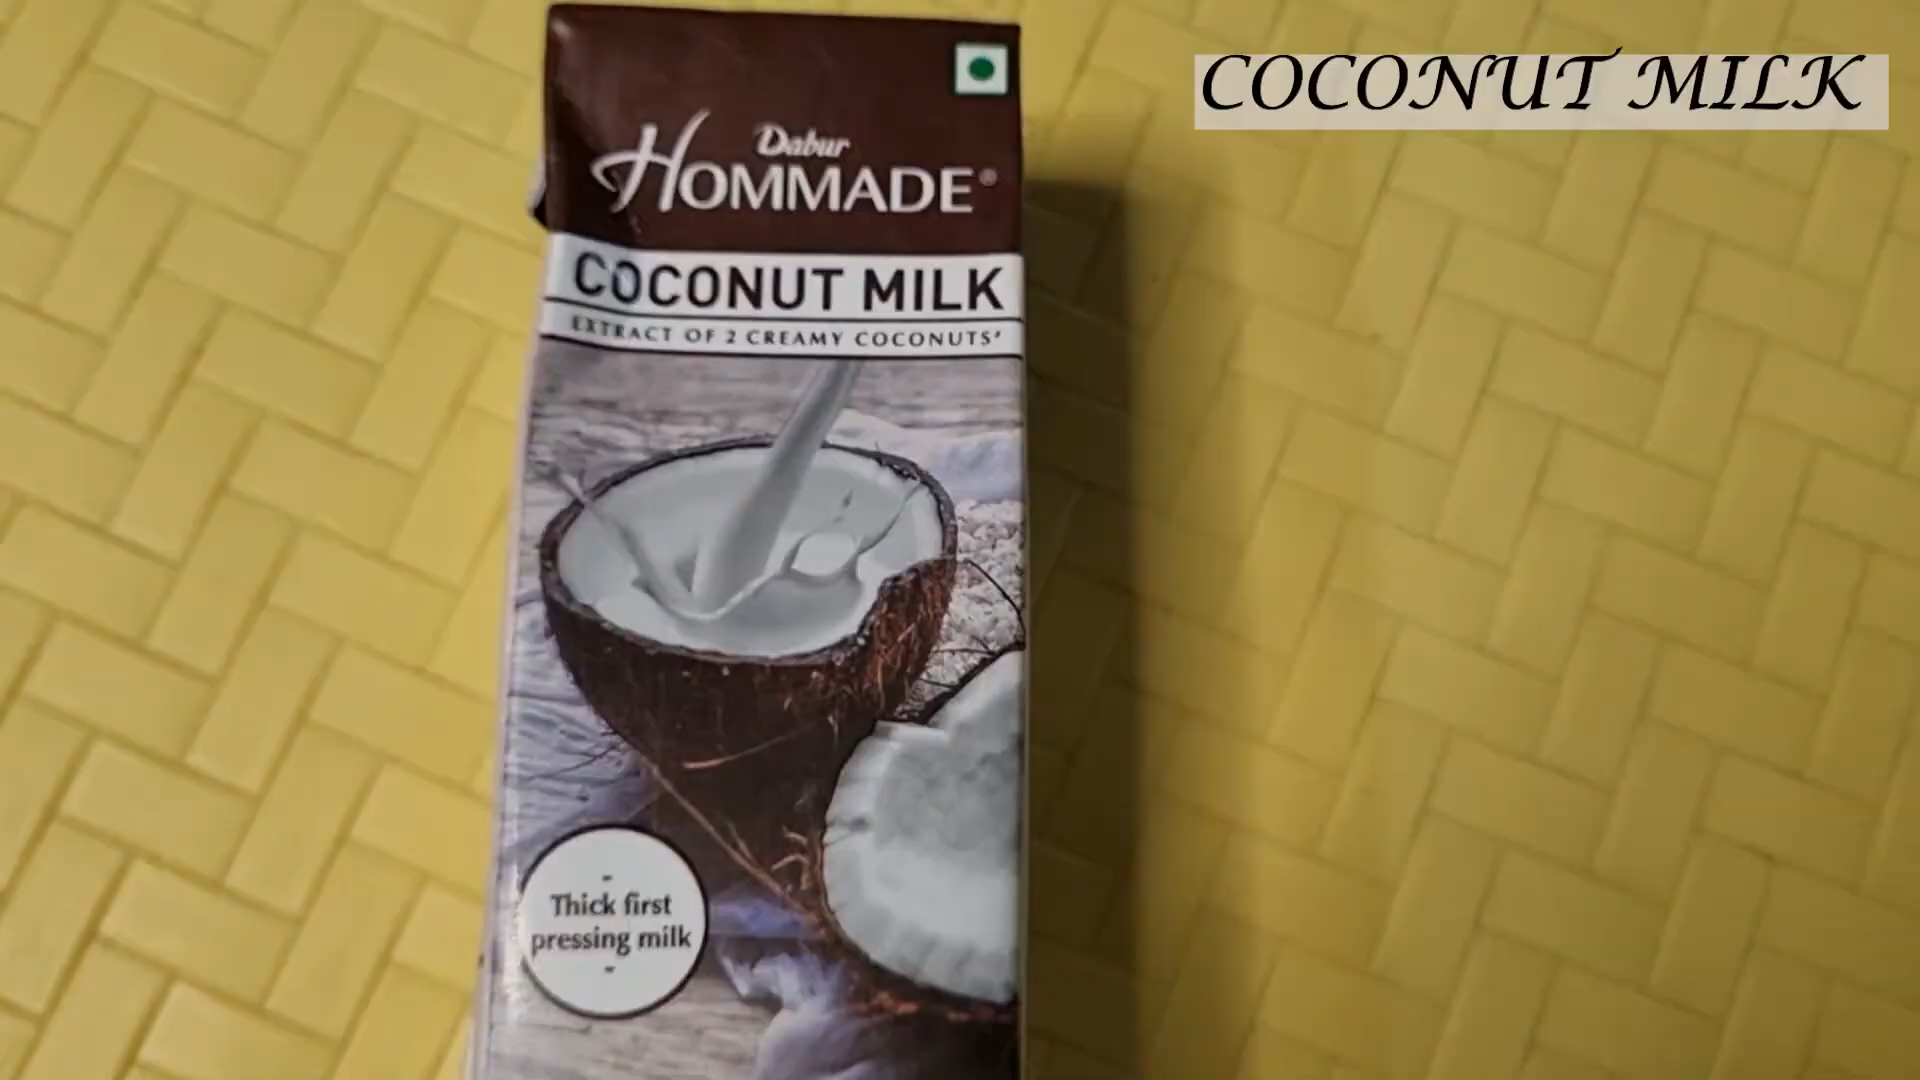 COCONUT MILK
Dabur
HOMMADE®
COCONUT MILK
EXTRACT OF 2 CREAMY COCONUTS*
Thick first
pressing milk